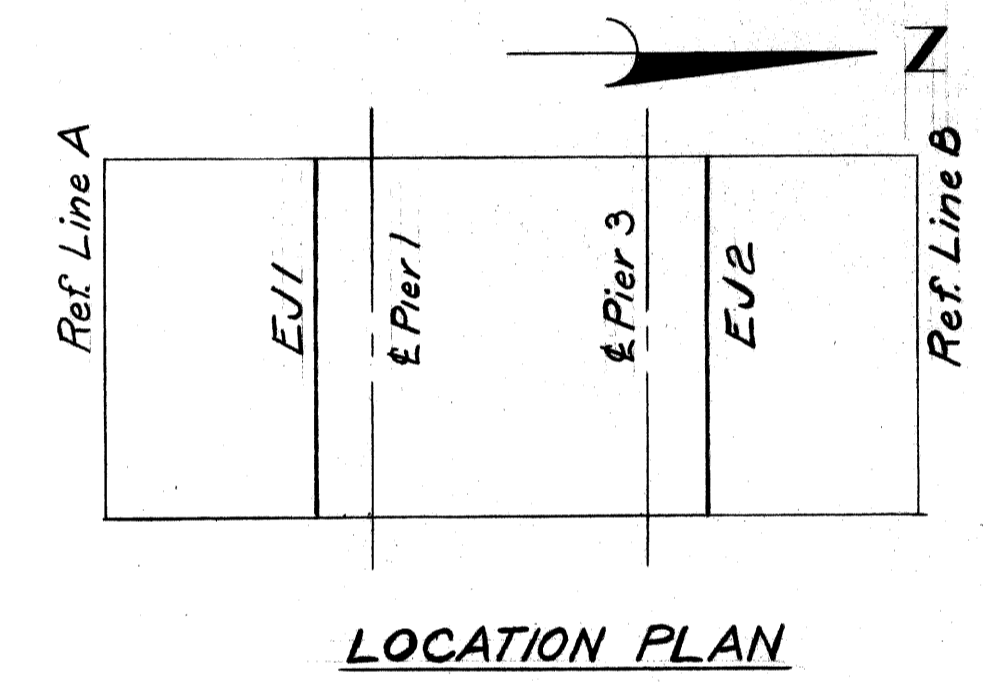 N
Ref. Line A
EJ1
℄ Pier 1
℄ Pier 3
EJ2
Ref. Line B
LOCATION PLAN